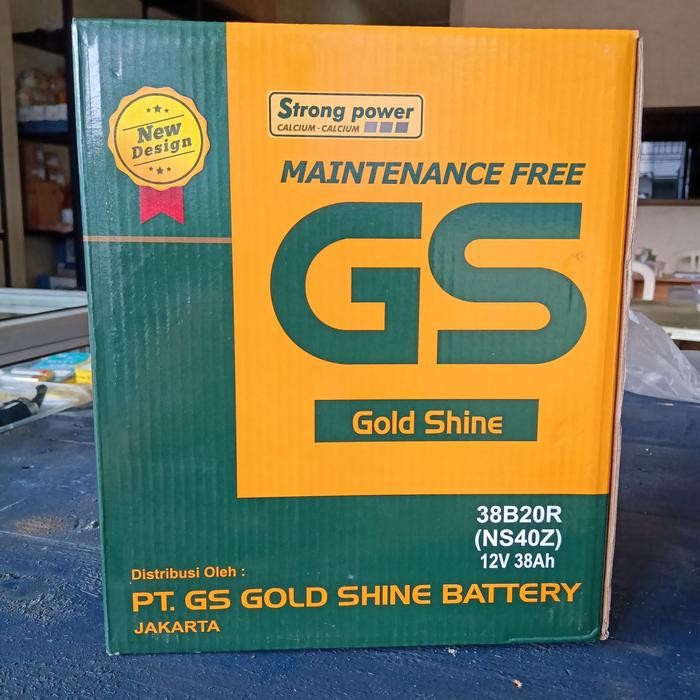 New
Design
Strong power
CALCIUM - CALCIUM
MAINTENANCE FREE
GS
Gold Shine
38B20R
(NS40Z)
12V 38Ah
Distribusi Oleh :
PT. GS GOLD SHINE BATTERY
JAKARTA